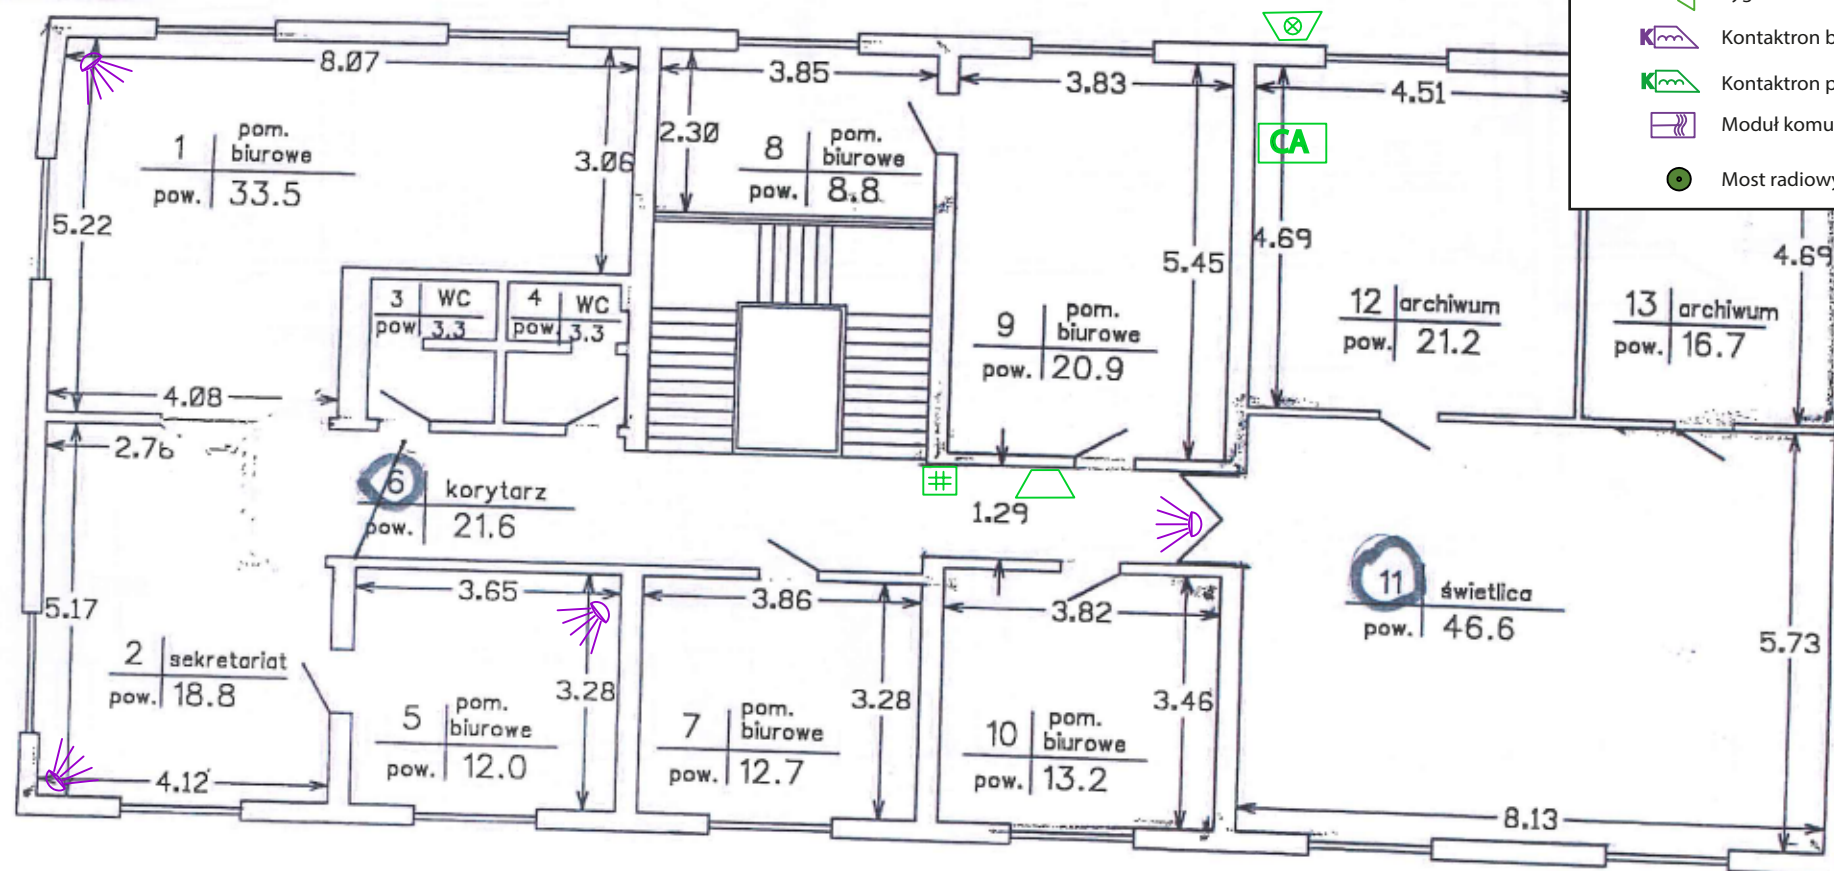 Kontaktron b
Kontaktron p
Moduł komu
Most radiowy
8.07
3.85
3.83
4.51
1 pom. biurowe
pow. 33.5
3.06
2.30
8 pom. biurowe
pow. 8.8
CA
5.22
5.45
4.69
4.69
3 WC
pow. 3.3
4 WC
pow. 3.3
9 pom. biurowe
pow. 20.9
12 archiwum
pow. 21.2
13 archiwum
pow. 16.7
4.08
2.76
6 korytarz
pow. 21.6
1.29
3.65
3.86
3.82
11 świetlica
pow. 46.6
5.17
5.73
2 sekretariat
pow. 18.8
3.28
3.28
3.46
5 pom. biurowe
pow. 12.0
7 pom. biurowe
pow. 12.7
10 pom. biurowe
pow. 13.2
4.12
8.13